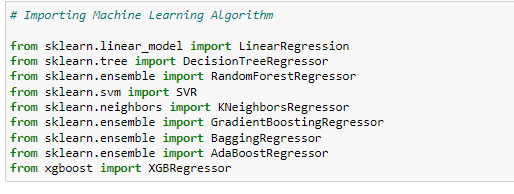 # Importing Machine Learning Algorithm
from sklearn.linear_model import LinearRegression
from sklearn.tree import DecisionTreeRegressor
from sklearn.ensemble import RandomForestRegressor
from sklearn.svm import SVR
from sklearn.neighbors import KNeighborsRegressor
from sklearn.ensemble import GradientBoostingRegressor
from sklearn.ensemble import BaggingRegressor
from sklearn.ensemble import AdaBoostRegressor
from xgboost import XGBRegressor